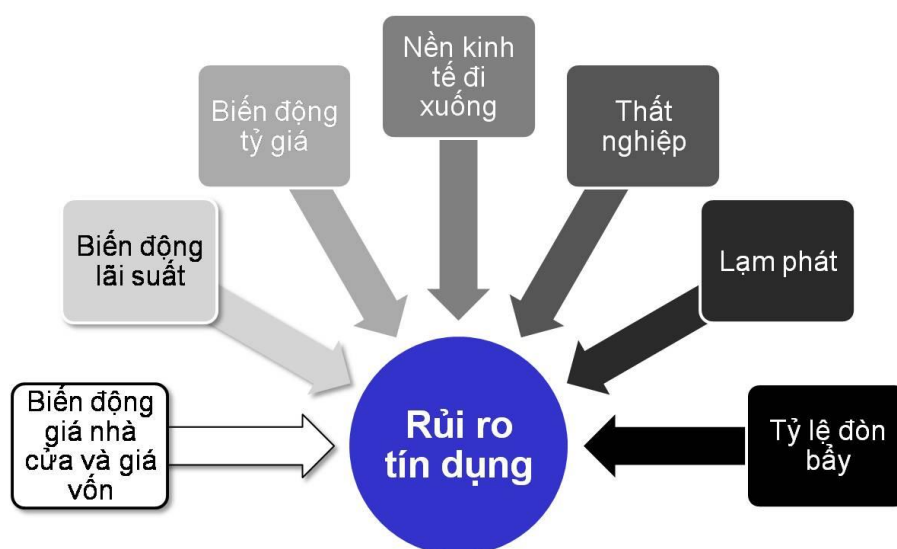 Nền kinh
tế đi
xuống
Biến động
tỷ giá
Thất
nghiệp
Biến động
lãi suất
Lạm phát
Biến động
giá nhà
cửa và giá
vốn
Rủi ro
tín dụng
Tỷ lệ đòn
bẩy